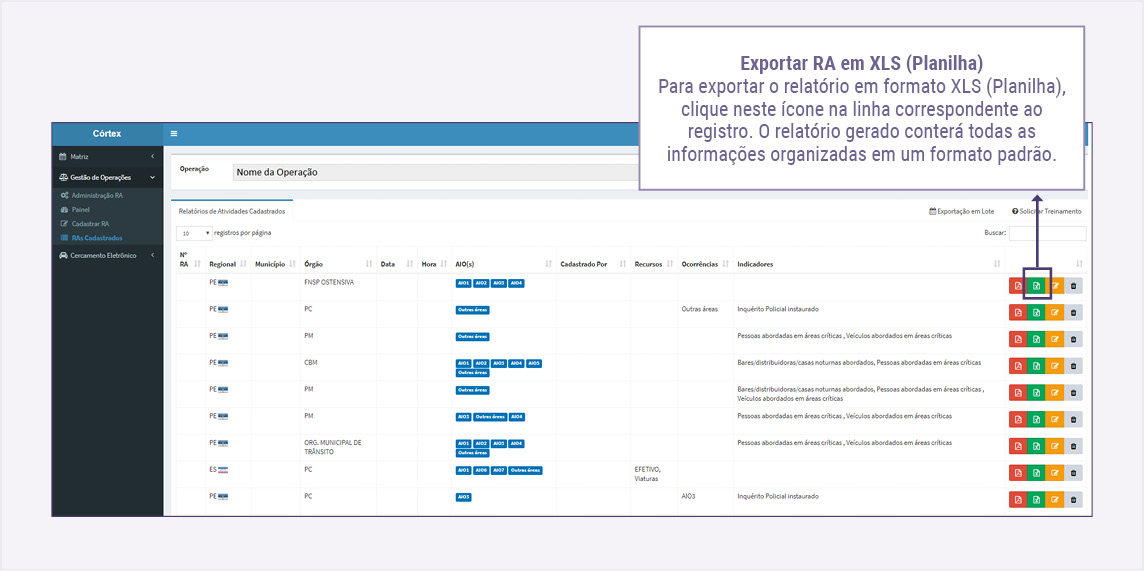 Exportar RA em XLS (Planilha)
Para exportar o relatório em formato XLS (Planilha),
clique neste ícone na linha correspondente ao
registro. O relatório gerado conterá todas as
informações organizadas em um formato padrão.
Córtex
Matriz
Gestão de Operações
Administração RA
Painel
Cadastrar RA
RAs Cadastrados
Cercamento Eletrônico
Operação
Nome da Operação
Relatórios de Atividades Cadastrados
Exportação em Lote
Solicitar Treinamento
10 registros por página
Buscar:
Nº
RA Regional Município Órgão Data Hora AIO(s) Cadastrado Por Recursos Ocorrências Indicadores
PE FNSP OSTENSIVA AIO1 AIO2 AIO3 AIO4
PE PC Outras áreas Outras áreas Inquérito Policial instaurado
PE PM Outras áreas Pessoas abordadas em áreas críticas , Veículos abordados em áreas críticas
PE CBM AIO1 AIO2 AIO3 AIO4 AIO5 Bares/distribuidoras/casas noturnas abordados, Pessoas abordadas em áreas críticas
Outras áreas
PE PM Outras áreas Bares/distribuidoras/casas noturnas abordados, Pessoas abordadas em áreas críticas ,
Veículos abordados em áreas críticas
PE PM AIO3 Outras áreas AIO4 Pessoas abordadas em áreas críticas , Veículos abordados em áreas críticas
PE ORG. MUNICIPAL DE AIO1 AIO2 AIO3 AIO4 Pessoas abordadas em áreas críticas , Veículos abordados em áreas críticas
TRÂNSITO Outras áreas
ES PC AIO1 AIO6 AIO7 Outras áreas EFETIVO,
Viaturas
PE PC AIO3 AIO3 Inquérito Policial instaurado